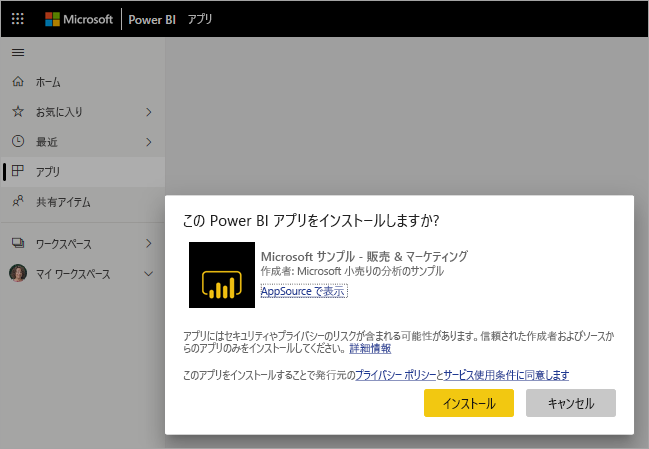 Microsoft Power BI アプリ
ホーム
お気に入り
最近
アプリ
共有アイテム
ワークスペース
マイ ワークスペース
この Power BI アプリをインストールしますか?
Microsoft サンプル - 販売 & マーケティング
作成者: Microsoft 小売りの分析のサンプル
AppSource で表示
アプリにはセキュリティやプライバシーのリスクが含まれる可能性があります。信頼された作成者およびソースか
らのアプリのみをインストールしてください。 詳細情報
このアプリをインストールすることで発行元のプライバシー ポリシーとサービス使用条件に同意します
インストール キャンセル